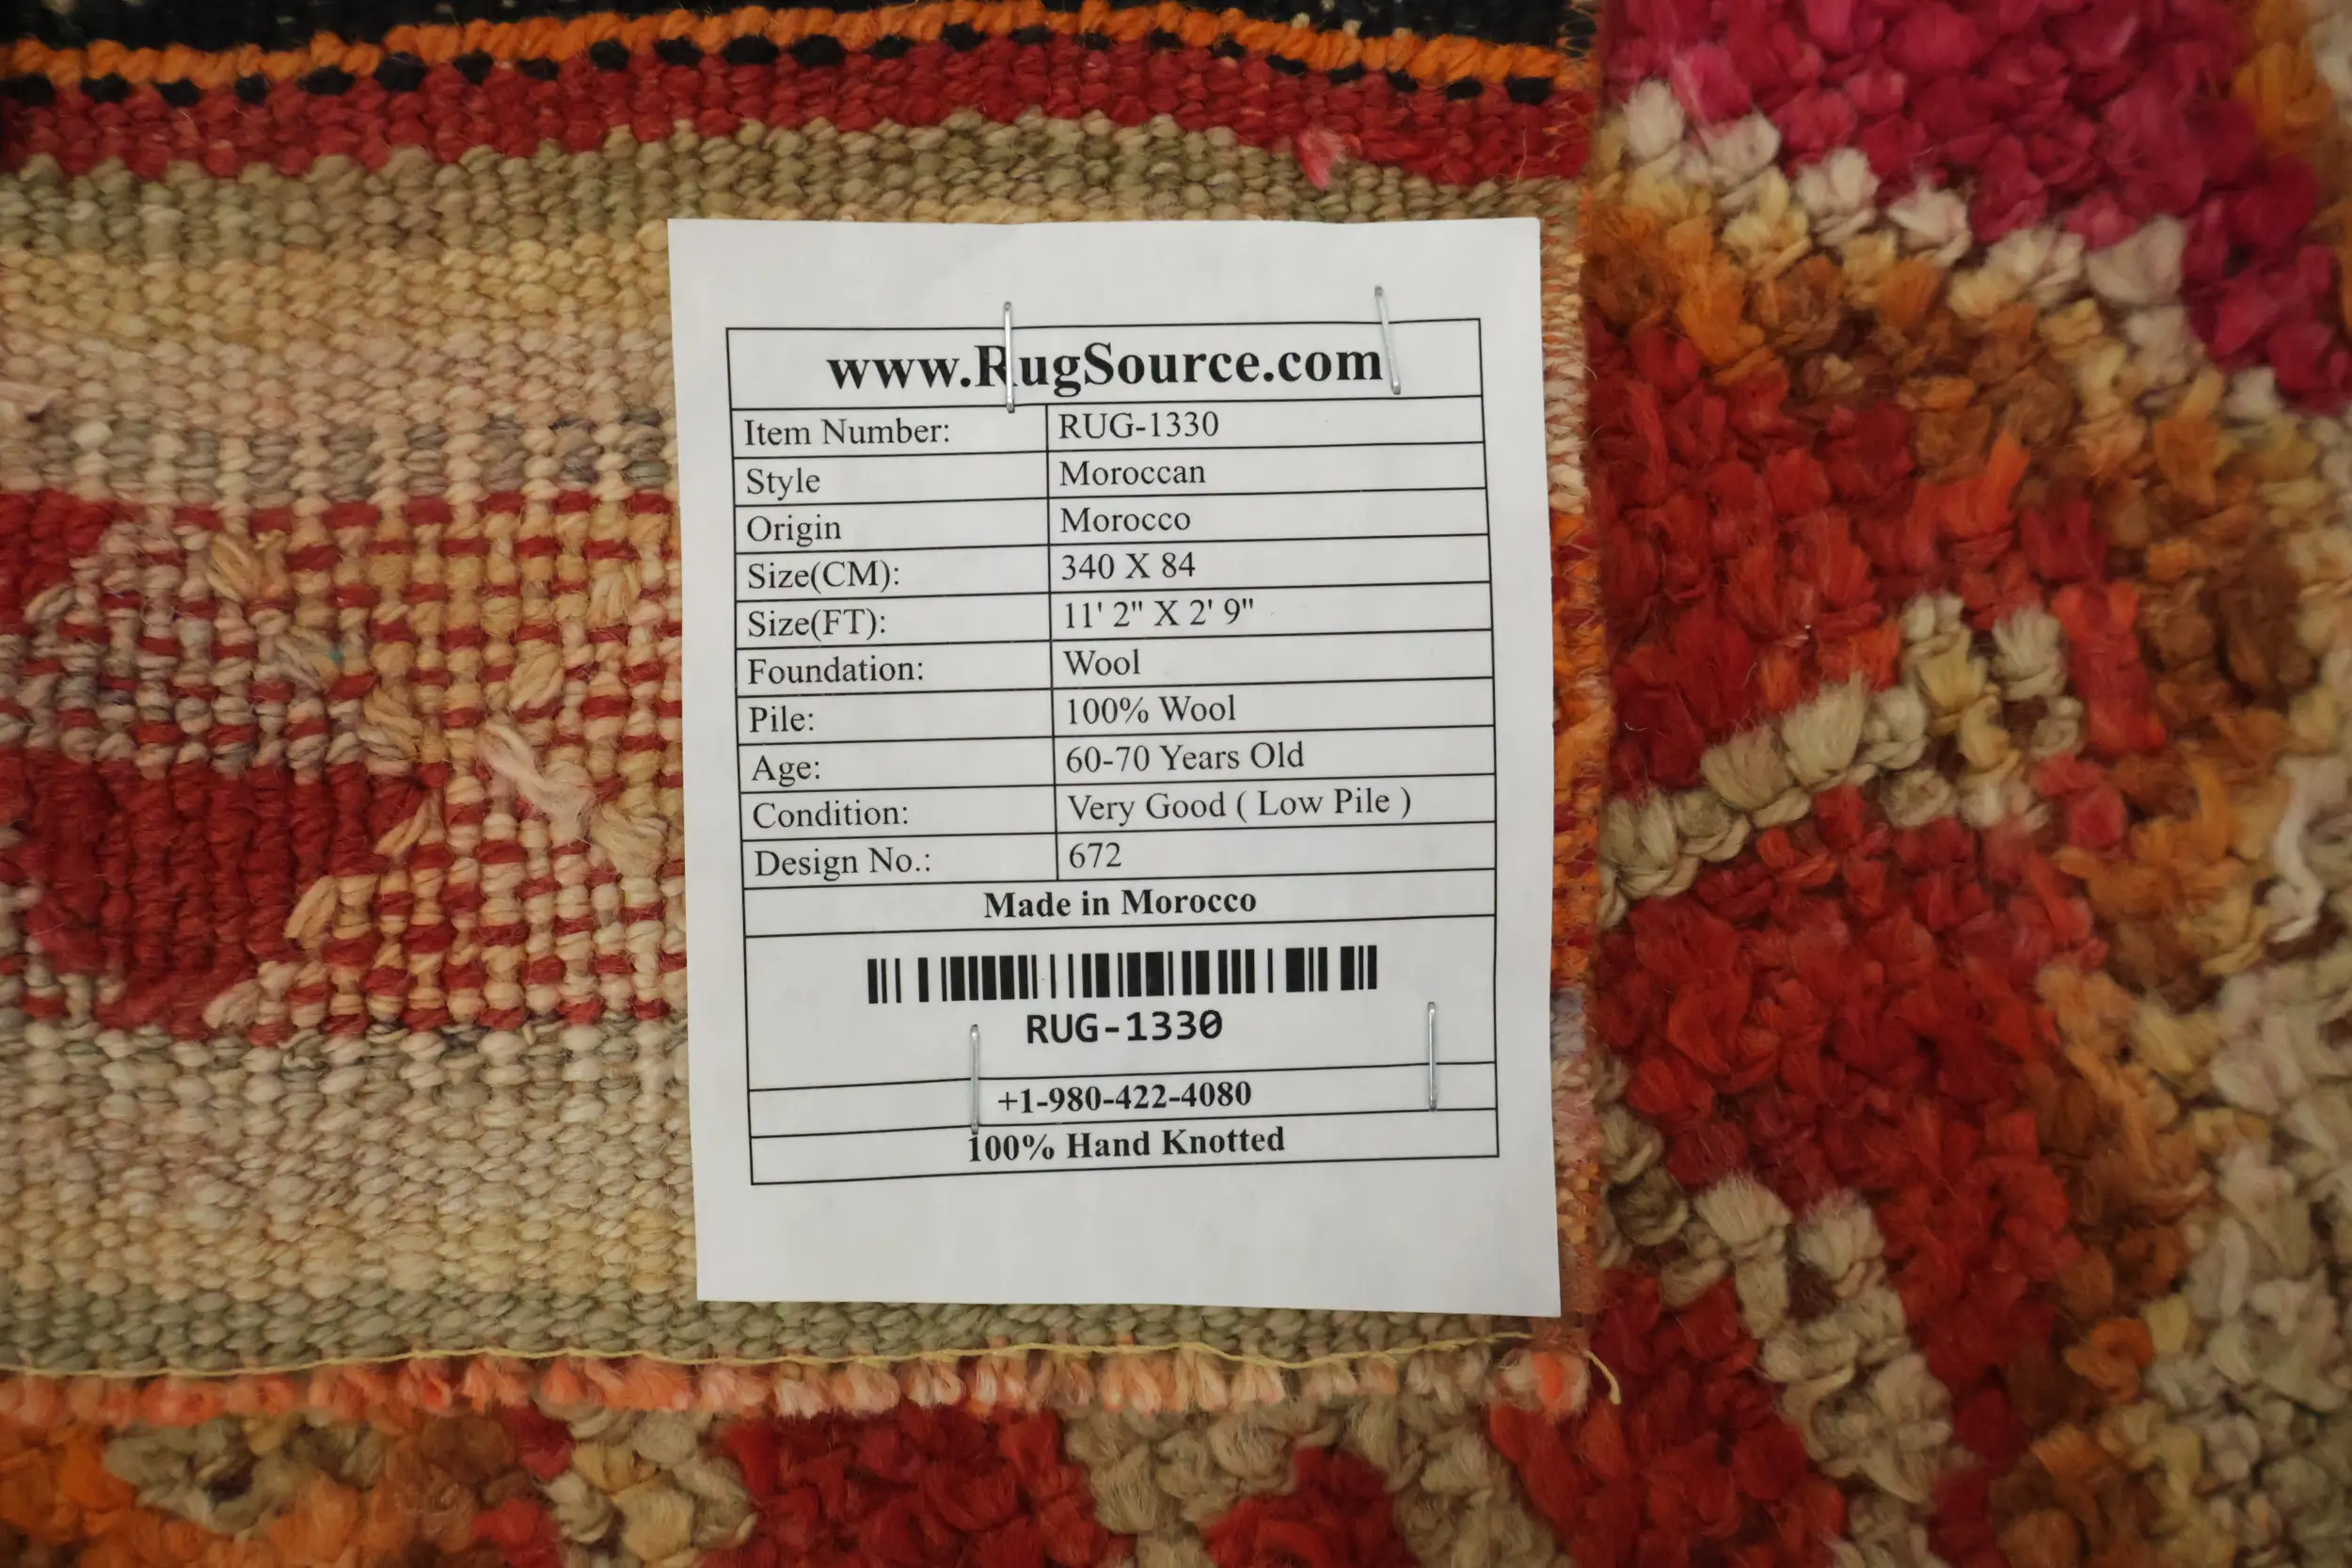 www.RugSource.com
Item Number: RUG-1330
Style Moroccan
Origin Morocco
Size(CM): 340 X 84
Size(FT): 11' 2" X 2' 9"
Foundation: Wool
Pile: 100% Wool
Age: 60-70 Years Old
Condition: Very Good ( Low Pile )
Design No.: 672
Made in Morocco
RUG-1330
+1-980-422-4080
100% Hand Knotted